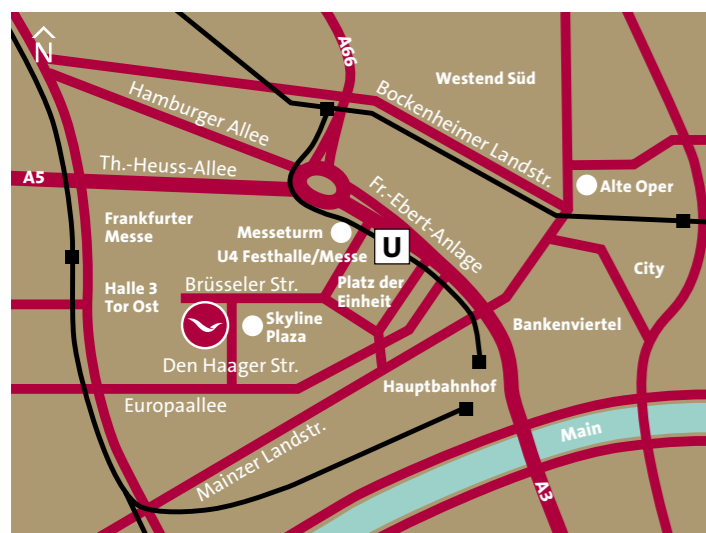 N
A66
Westend Süd
Hamburger Allee
Bockenheimer Landstr.
Th.-Heuss-Allee
A5
Alte Oper
Fr.-Ebert-Anlage
Frankfurter
Messe
Messeturm
U
U4 Festhalle/Messe
City
Halle 3
Tor Ost
Brüsseler Str.
Platz der
Einheit
Skyline
Plaza
Bankenviertel
Den Haager Str.
Hauptbahnhof
Europaallee
Mainzer Landstr.
Main
A3